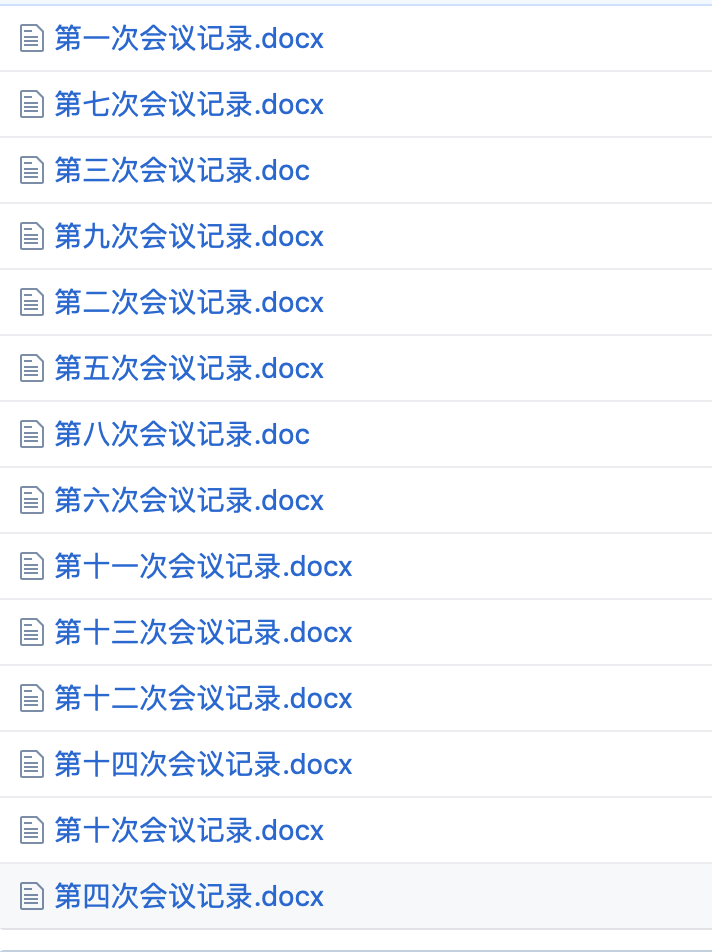 第一次会议记录.docx
第七次会议记录.docx
第三次会议记录.doc
第九次会议记录.docx
第二次会议记录.docx
第五次会议记录.docx
第八次会议记录.doc
第六次会议记录.docx
第十一次会议记录.docx
第十三次会议记录.docx
第十二次会议记录.docx
第十四次会议记录.docx
第十次会议记录.docx
第四次会议记录.docx